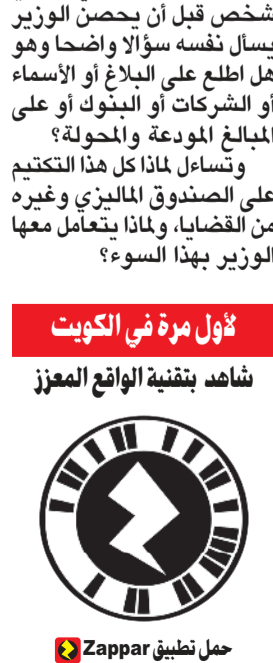 شخص قبل أن يحصن الوزير
يسأل نفسه سؤالا واضحا وهو
هل اطلع على البلاغ أو الأسماء
أو الشركات أو البنوك أو على
المبالغ المودعة والمحولة؟
وتساءل لماذا كل هذا التكتيم
على الصندوق الماليزي وغيره
من القضايا، ولماذا يتعامل معها
الوزير بهذا السوء؟
لأول مرة في الكويت
شاهد بتقنية الواقع المعزز
حمل تطبيق Zappar